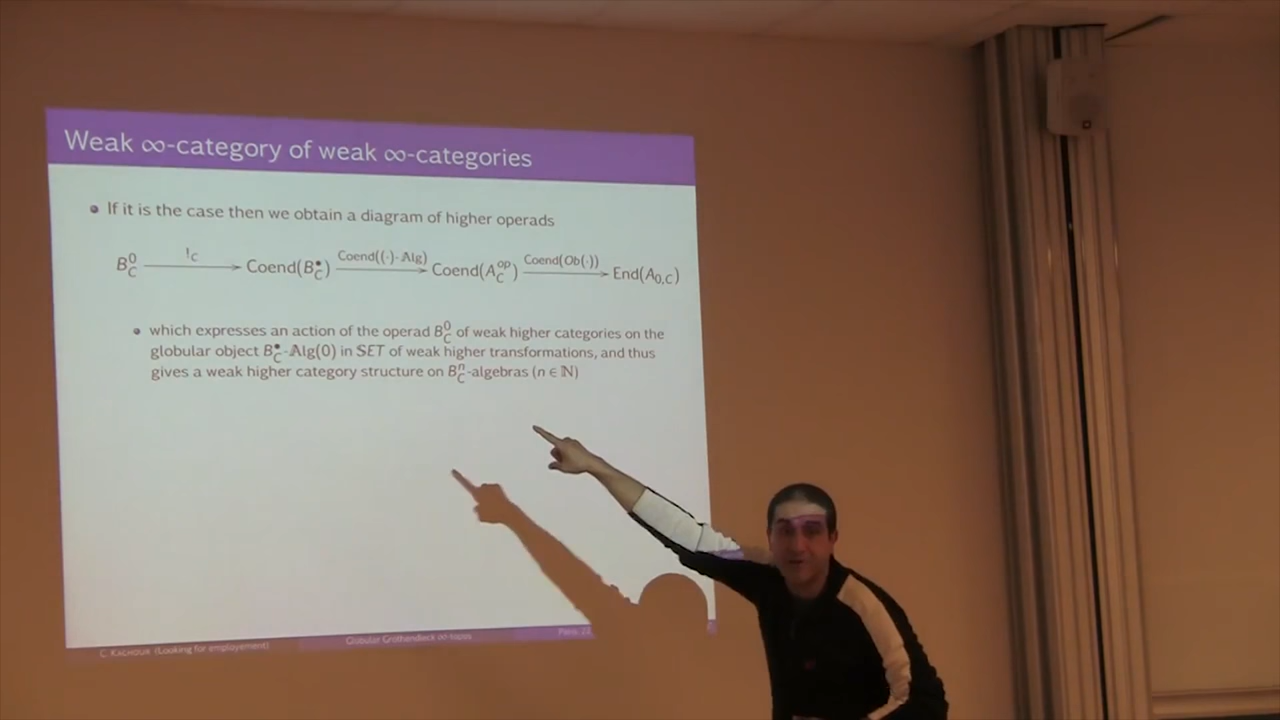 Weak ∞-category of weak ∞-categories
If it is the case then we obtain a diagram of higher operads
B⁰_C —!_C→ Coend(B•_C) —Coend((·)-𝔸lg)→ Coend(A^op_C) —Coend(Ob(·))→ End(A_{0,C})
which expresses an action of the operad B⁰_C of weak higher categories on the
globular object B•_C-𝔸lg(0) in SET of weak higher transformations, and thus
gives a weak higher category structure on Bⁿ_C-algebras (n ∈ ℕ)
C. Kachour (Looking for employement) Globular Grothendieck ∞-topos Paris